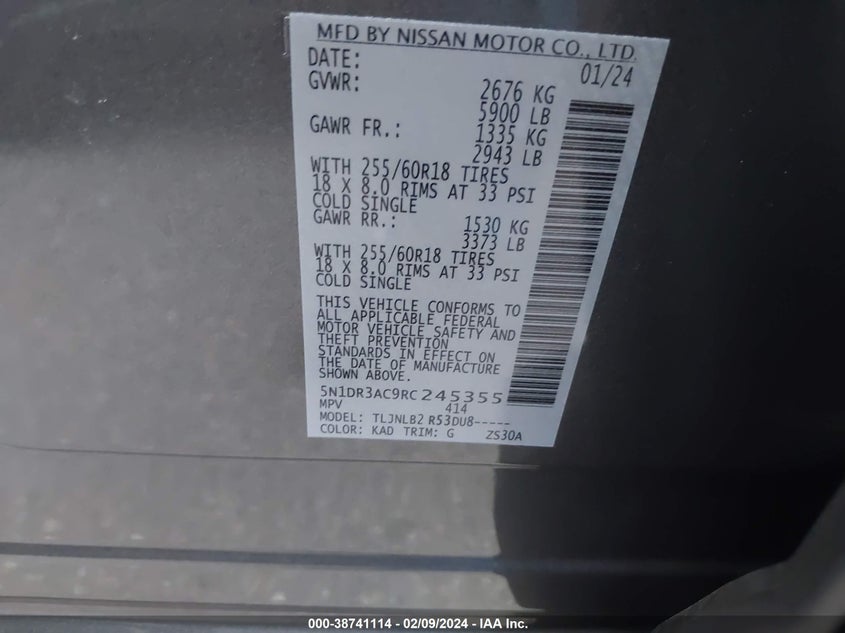 MFD BY NISSAN MOTOR CO., LTD.
DATE: 01/24
GVWR: 2676 KG
5900 LB
GAWR FR.: 1335 KG
2943 LB
WITH 255/60R18 TIRES
18 X 8.0 RIMS AT 33 PSI
COLD SINGLE
GAWR RR.: 1530 KG
3373 LB
WITH 255/60R18 TIRES
18 X 8.0 RIMS AT 33 PSI
COLD SINGLE
THIS VEHICLE CONFORMS TO
ALL APPLICABLE FEDERAL
MOTOR VEHICLE SAFETY AND
THEFT PREVENTION
STANDARDS IN EFFECT ON
THE DATE OF MANUFACTURE
SHOWN ABOVE.
5N1DR3AC9RC245355
MPV 414
MODEL: TLJNLB2 R53DU8-----
COLOR: KAD TRIM: G ZS30A
000-38741114 - 02/09/2024 - IAA Inc.